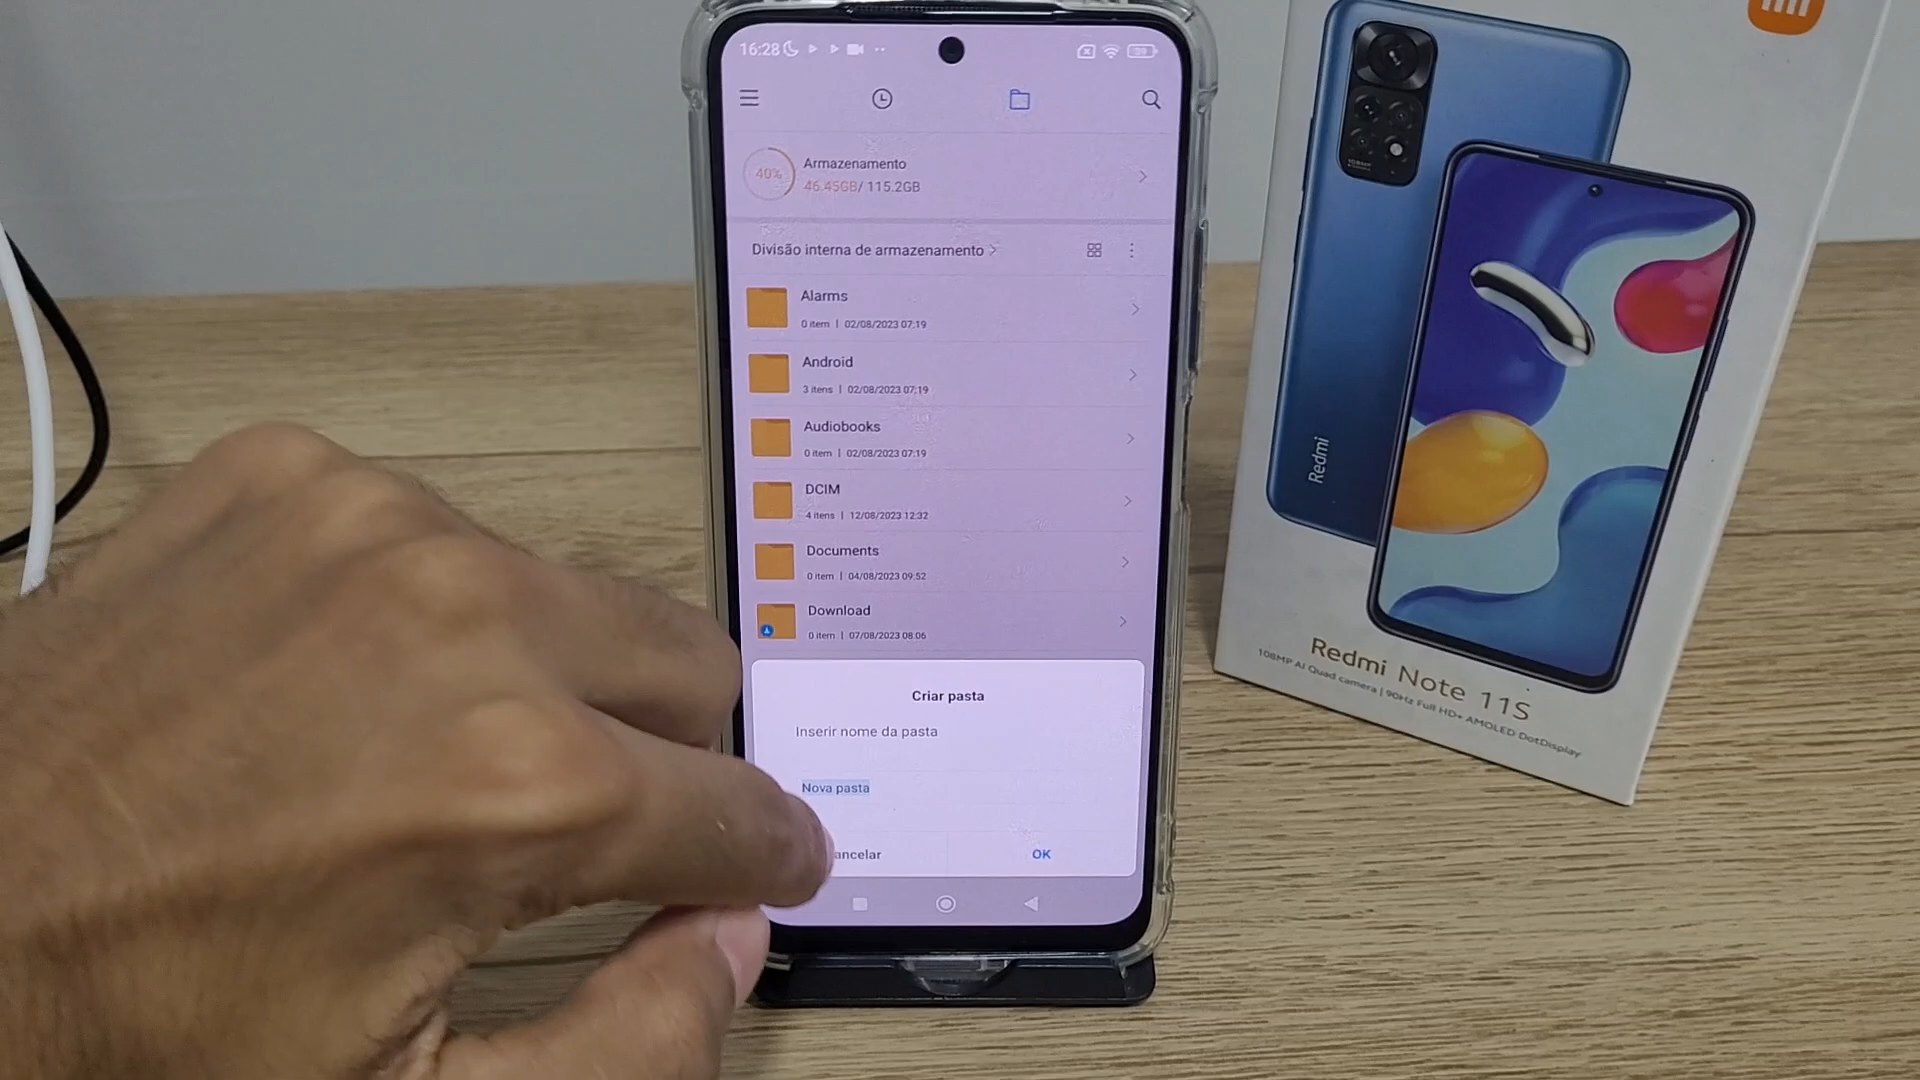 16:28
59
40%
Armazenamento
46.45GB/ 115.2GB
Divisão interna de armazenamento >
Alarms
0 item | 02/08/2023 07:19
Android
3 itens | 02/08/2023 07:19
Audiobooks
0 item | 02/08/2023 07:19
DCIM
4 itens | 12/08/2023 12:32
Documents
0 item | 04/08/2023 09:52
Download
0 item | 07/08/2023 08:06
Criar pasta
Inserir nome da pasta
Nova pasta
ancelar
OK
108MP
Redmi
Redmi Note 11S
108MP AI Quad camera | 90Hz Full HD+ AMOLED DotDisplay